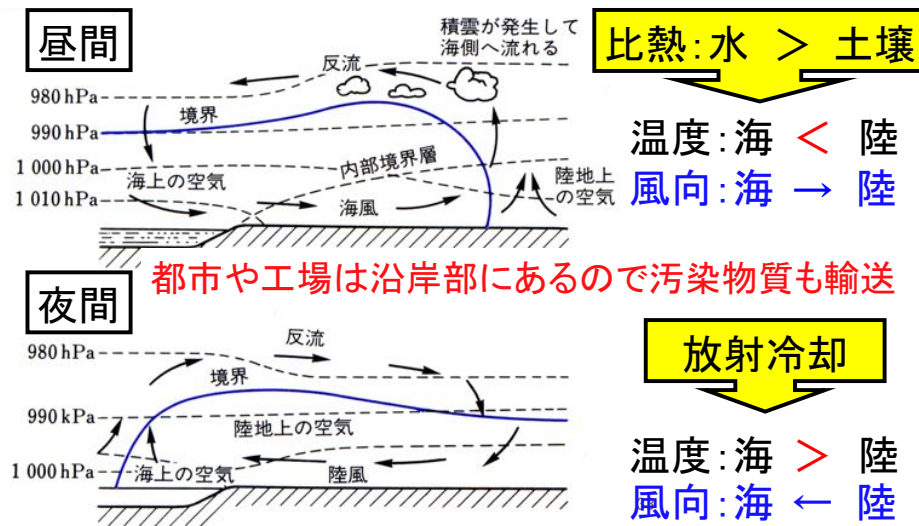 昼間
積雲が発生して
海側へ流れる
反流
980 hPa
境界
990 hPa
1 000 hPa
内部境界層
海上の空気
陸地上
の空気
1 010 hPa
海風
比熱:水 ＞ 土壌
温度:海 ＜ 陸
風向:海 → 陸
都市や工場は沿岸部にあるので汚染物質も輸送
夜間
反流
980 hPa
境界
990 kPa
陸地上の空気
海上の空気
1 000 hPa
陸風
放射冷却
温度:海 ＞ 陸
風向:海 ← 陸